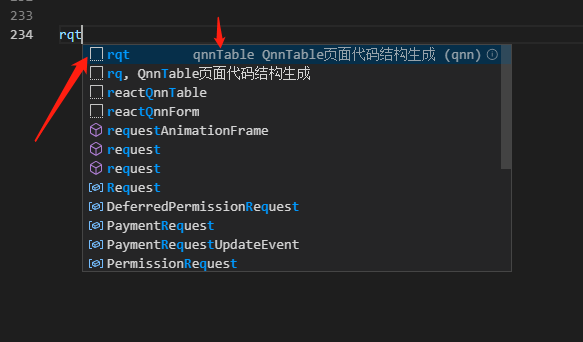 233
234 rqt
rqt qnnTable QnnTable页面代码结构生成 (qnn)
rq, QnnTable页面代码结构生成
reactQnnTable
reactQnnForm
requestAnimationFrame
request
request
Request
DeferredPermissionRequest
PaymentRequest
PaymentRequestUpdateEvent
PermissionRequest